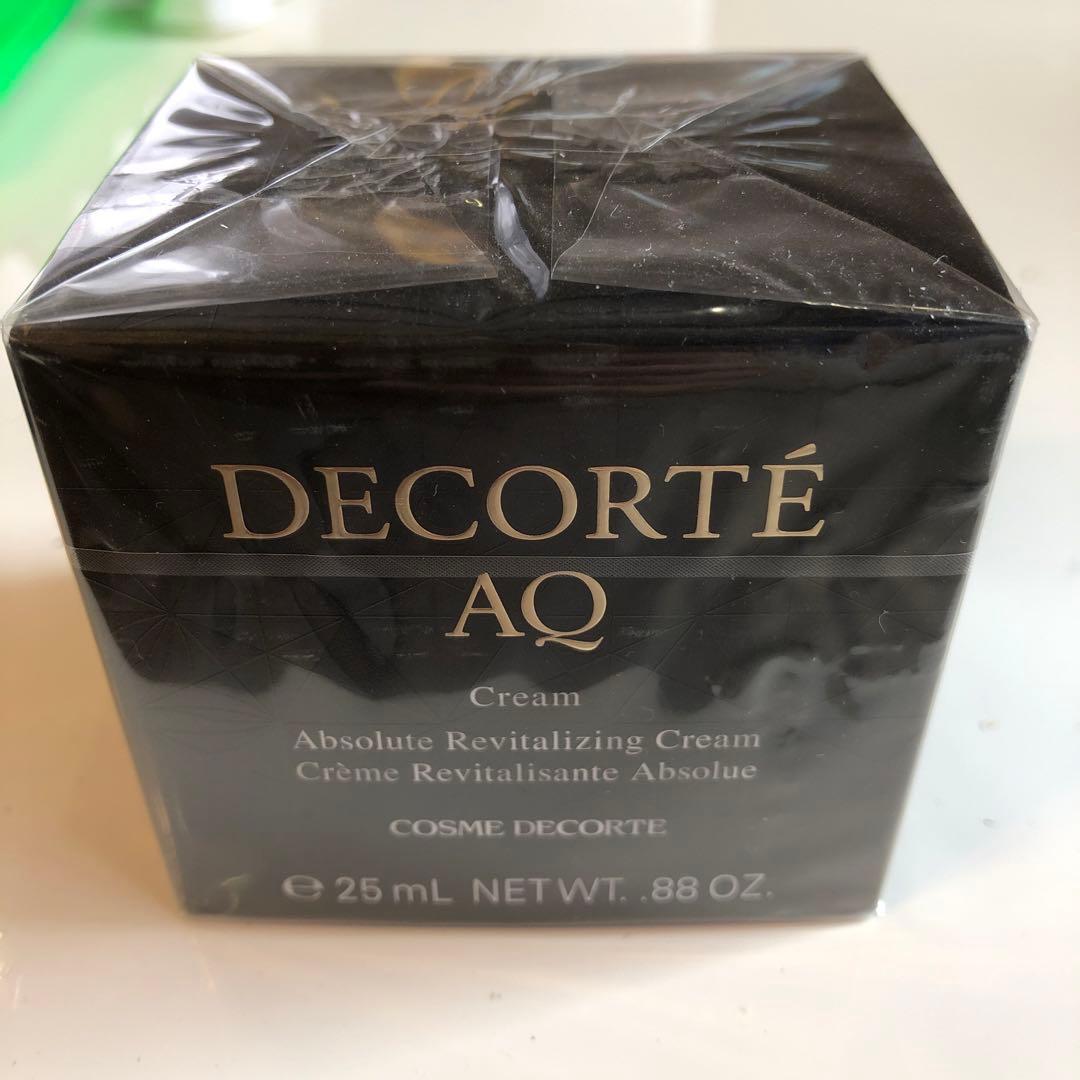 DECORTÉ
AQ
Cream
Absolute Revitalizing Cream
Crème Revitalisante Absolue
COSME DECORTE
℮ 25 mL NET WT. .88 OZ.